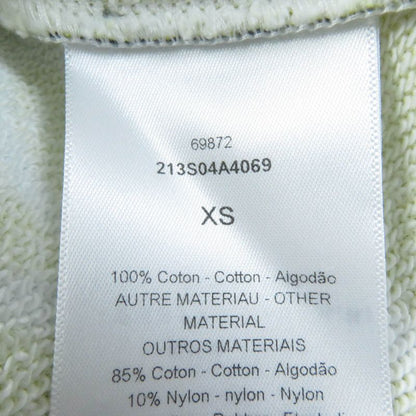 69872
213S04A4069
XS
100% Coton - Cotton - Algodão
AUTRE MATERIAU - OTHER
MATERIAL
OUTROS MATERIAIS
85% Coton - Cotton - Algodão
10% Nylon - nylon - Nylon